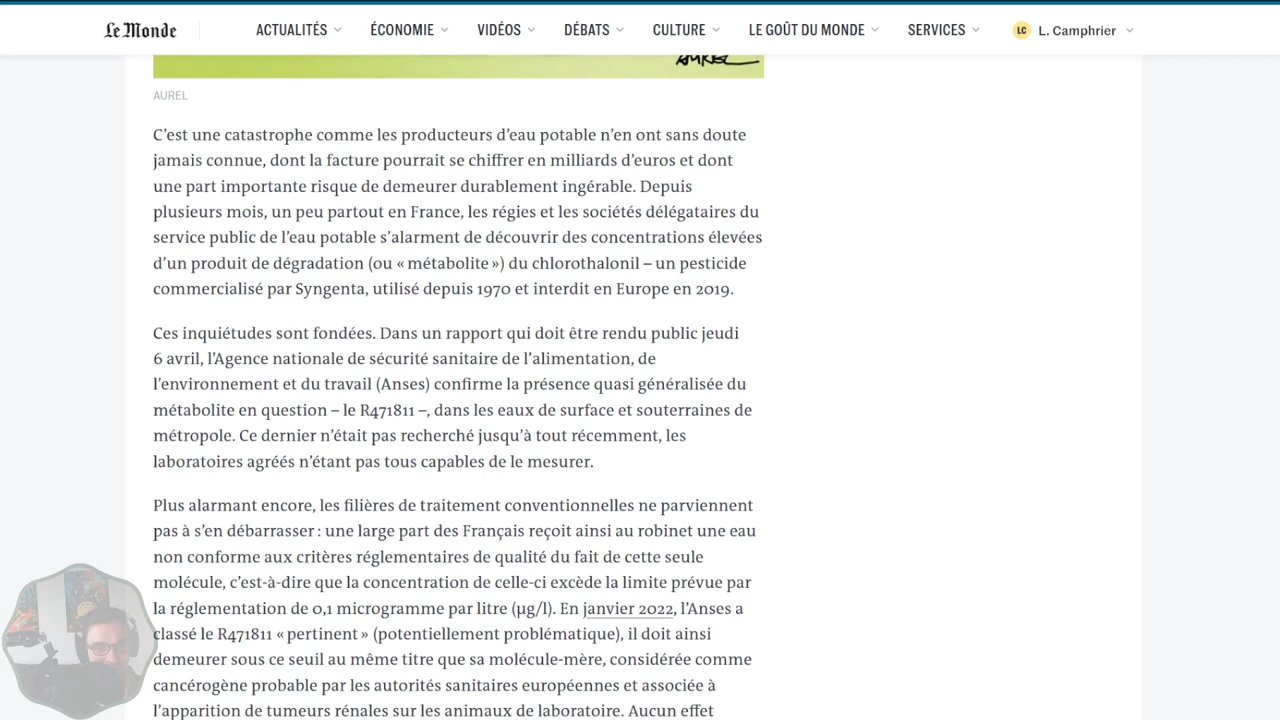 Le Monde
ACTUALITÉS ÉCONOMIE VIDÉOS DÉBATS CULTURE LE GOÛT DU MONDE SERVICES LC L. Camphrier
AUREL
AUREL
C’est une catastrophe comme les producteurs d’eau potable n’en ont sans doute
jamais connue, dont la facture pourrait se chiffrer en milliards d’euros et dont
une part importante risque de demeurer durablement ingérable. Depuis
plusieurs mois, un peu partout en France, les régies et les sociétés délégataires du
service public de l’eau potable s’alarment de découvrir des concentrations élevées
d’un produit de dégradation (ou « métabolite ») du chlorothalonil – un pesticide
commercialisé par Syngenta, utilisé depuis 1970 et interdit en Europe en 2019.
Ces inquiétudes sont fondées. Dans un rapport qui doit être rendu public jeudi
6 avril, l’Agence nationale de sécurité sanitaire de l’alimentation, de
l’environnement et du travail (Anses) confirme la présence quasi généralisée du
métabolite en question – le R471811 –, dans les eaux de surface et souterraines de
métropole. Ce dernier n’était pas recherché jusqu’à tout récemment, les
laboratoires agréés n’étant pas tous capables de le mesurer.
Plus alarmant encore, les filières de traitement conventionnelles ne parviennent
pas à s’en débarrasser : une large part des Français reçoit ainsi au robinet une eau
non conforme aux critères réglementaires de qualité du fait de cette seule
molécule, c’est-à-dire que la concentration de celle-ci excède la limite prévue par
la réglementation de 0,1 microgramme par litre (µg/l). En janvier 2022, l’Anses a
classé le R471811 « pertinent » (potentiellement problématique), il doit ainsi
demeurer sous ce seuil au même titre que sa molécule-mère, considérée comme
cancérogène probable par les autorités sanitaires européennes et associée à
l’apparition de tumeurs rénales sur les animaux de laboratoire. Aucun effet